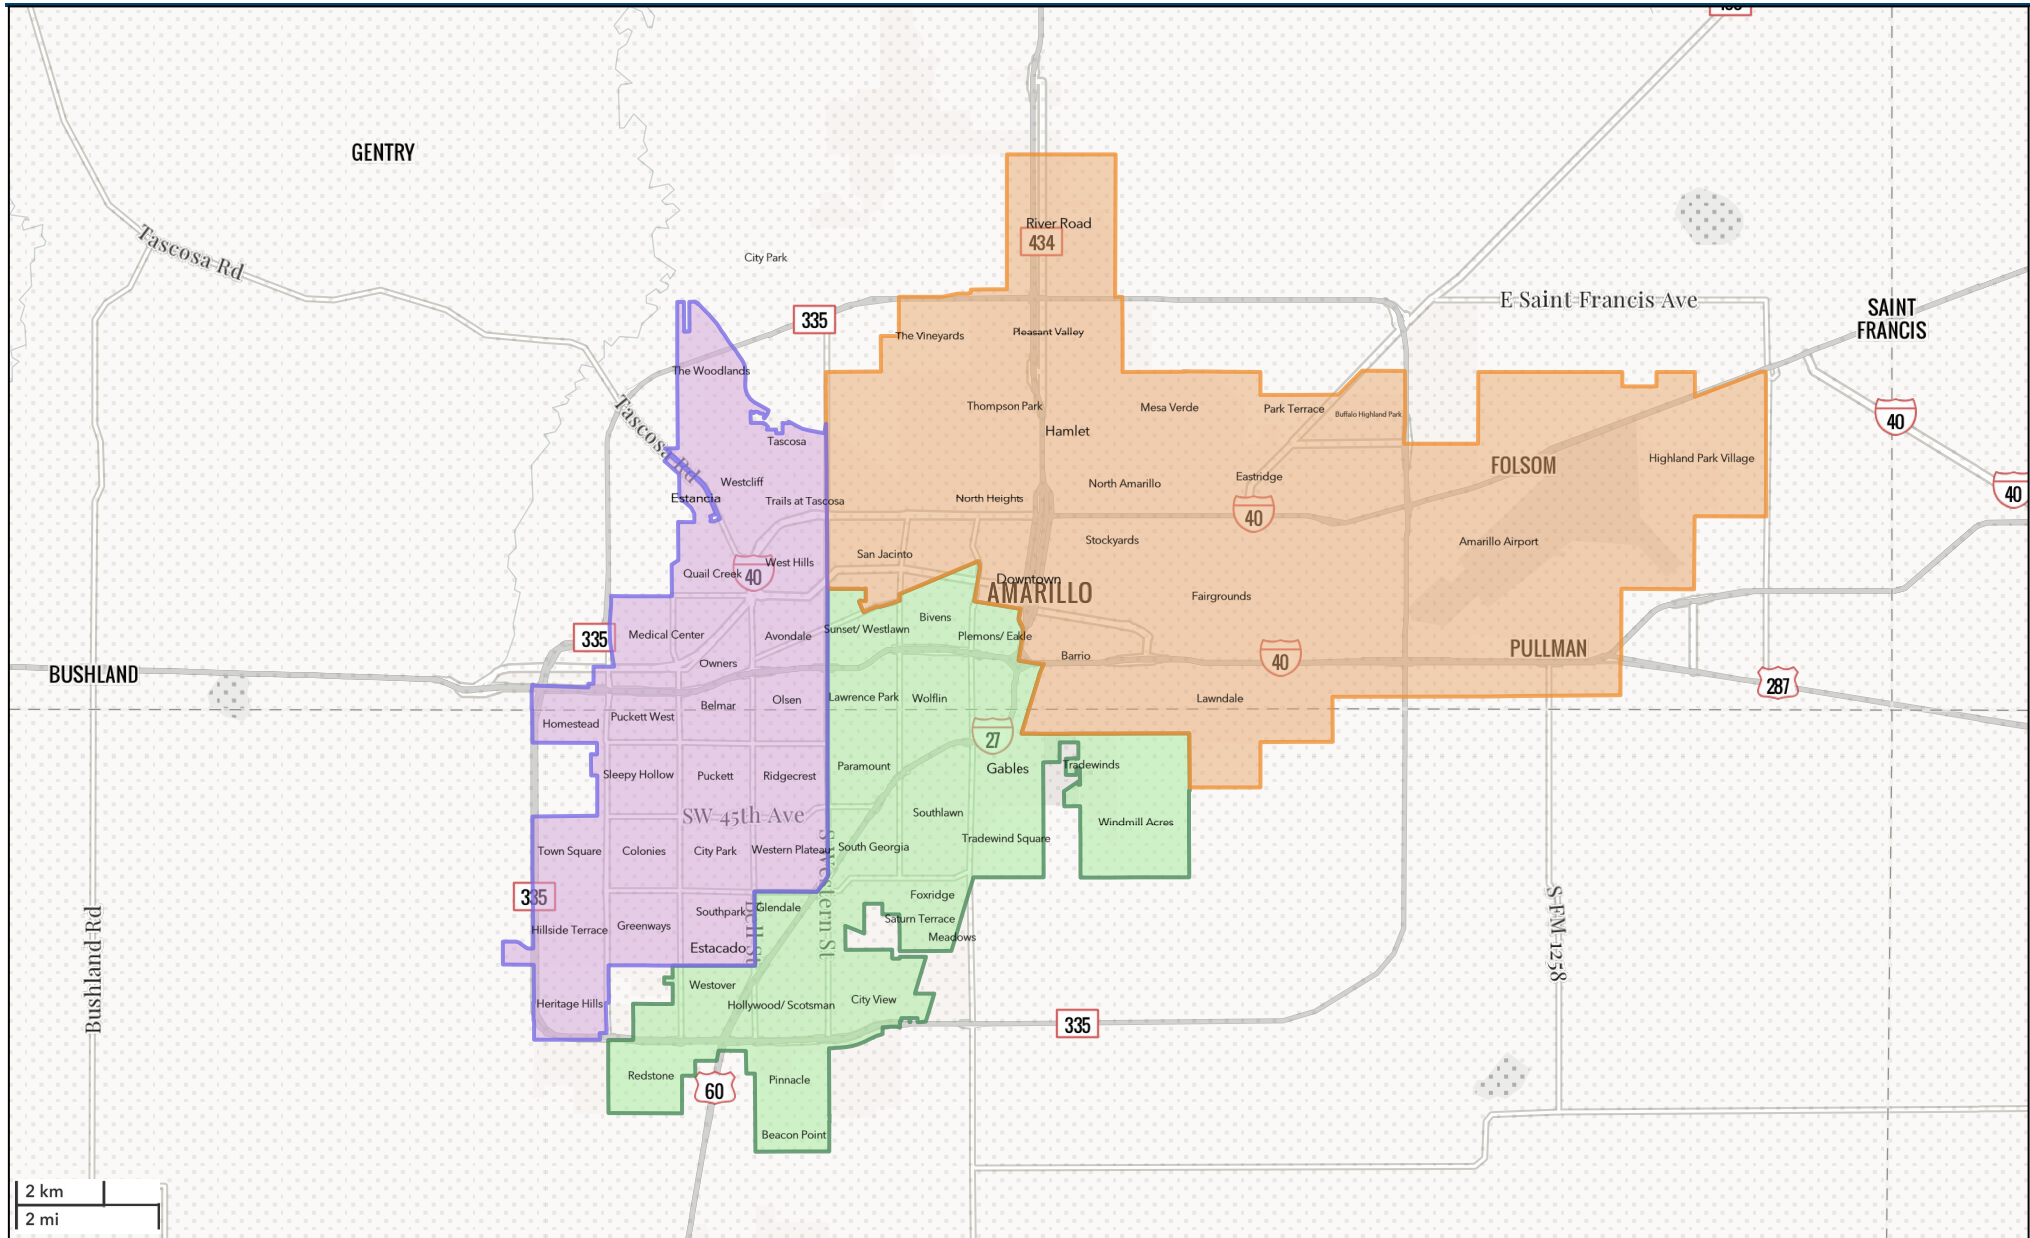 GENTRY
River Road
434
Tascosa Rd
City Park
E Saint Francis Ave
SAINT
FRANCIS
335
The Vineyards
Pleasant Valley
The Woodlands
Thompson Park
Mesa Verde
Park Terrace
Buffalo Highland Park
40
Tascosa Rd
Hamlet
Tascosa
FOLSOM
Highland Park Village
Westcliff
North Amarillo
Eastridge
Estancia
Trails at Tascosa
North Heights
40
40
Stockyards
Amarillo Airport
San Jacinto
West Hills
Quail Creek
40
Downtown
AMARILLO
Fairgrounds
Bivens
Sunset/ Westlawn
335
Medical Center
Avondale
Plemons/ Eakle
PULLMAN
Barrio
40
Owners
BUSHLAND
287
Lawrence Park
Wolflin
Lawndale
Olsen
Belmar
Puckett West
Homestead
27
Gables
Paramount
Tradewinds
Sleepy Hollow
Puckett
Ridgecrest
SW 45th Ave
Southlawn
Windmill Acres
Tradewind Square
South Georgia
Town Square
Colonies
City Park
Western Plateau
S Western St
335
Foxridge
Glendale
Southpark
Saturn Terrace
Hillside Terrace
Greenways
Bell St
Meadows
Estacado
Bushland Rd
S FM 1258
Westover
City View
Hollywood/ Scotsman
Heritage Hills
335
Redstone
Pinnacle
60
Beacon Point
2 km
2 mi